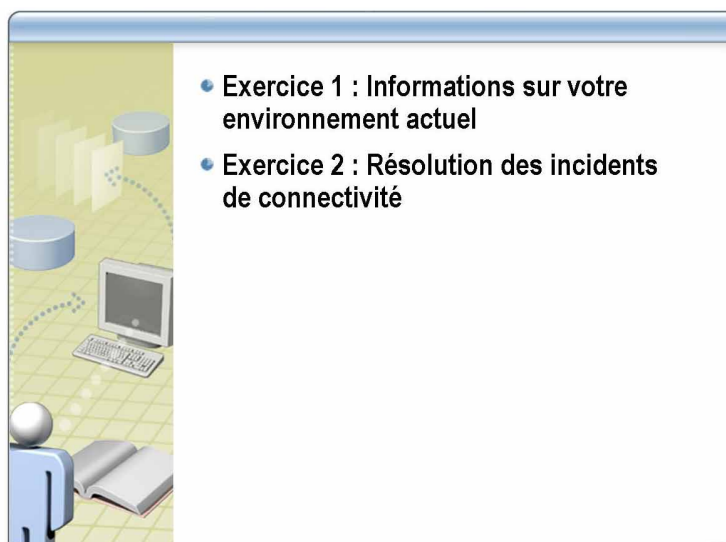 Exercice 1 : Informations sur votre
environnement actuel
Exercice 2 : Résolution des incidents
de connectivité